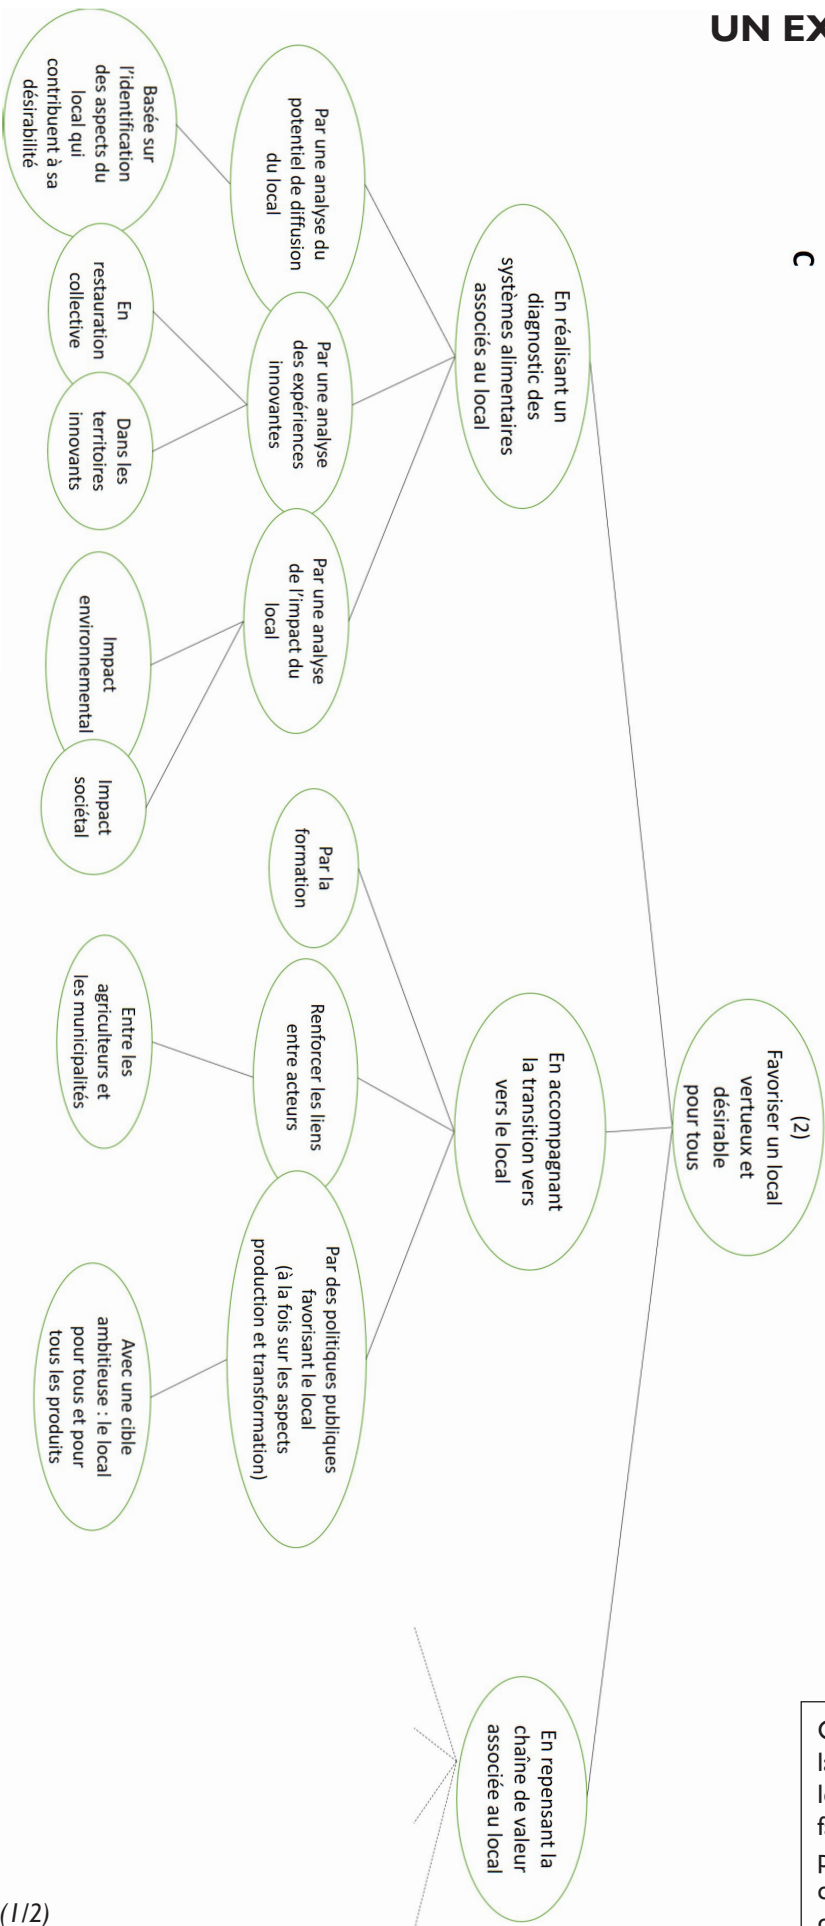 UN EX
C
(2)
Favoriser un local
vertueux et
désirable
pour tous
En réalisant un
diagnostic des
systèmes alimentaires
associés au local
En accompagnant
la transition vers
vers le local
En repensant la
chaîne de valeur
associée au local
Par une analyse du
potentiel de diffusion
du local
Par une analyse
des expériences
innovantes
Par une analyse
de l'impact du
local
Par la
formation
Renforcer les liens
entre acteurs
Par des politiques publiques
favorisant le local
(à la fois sur les aspects
production et transformation)
Basée sur
l'identification
des aspects du
local qui
contribuent à sa
désirabilité
En
restauration
collective
Dans les
territoires
innovants
Impact
environnemental
Impact
sociétal
Entre les
agriculteurs et
les municipalités
Avec une cible
ambitieuse : le local
pour tous et pour
tous les produits
(1/2)